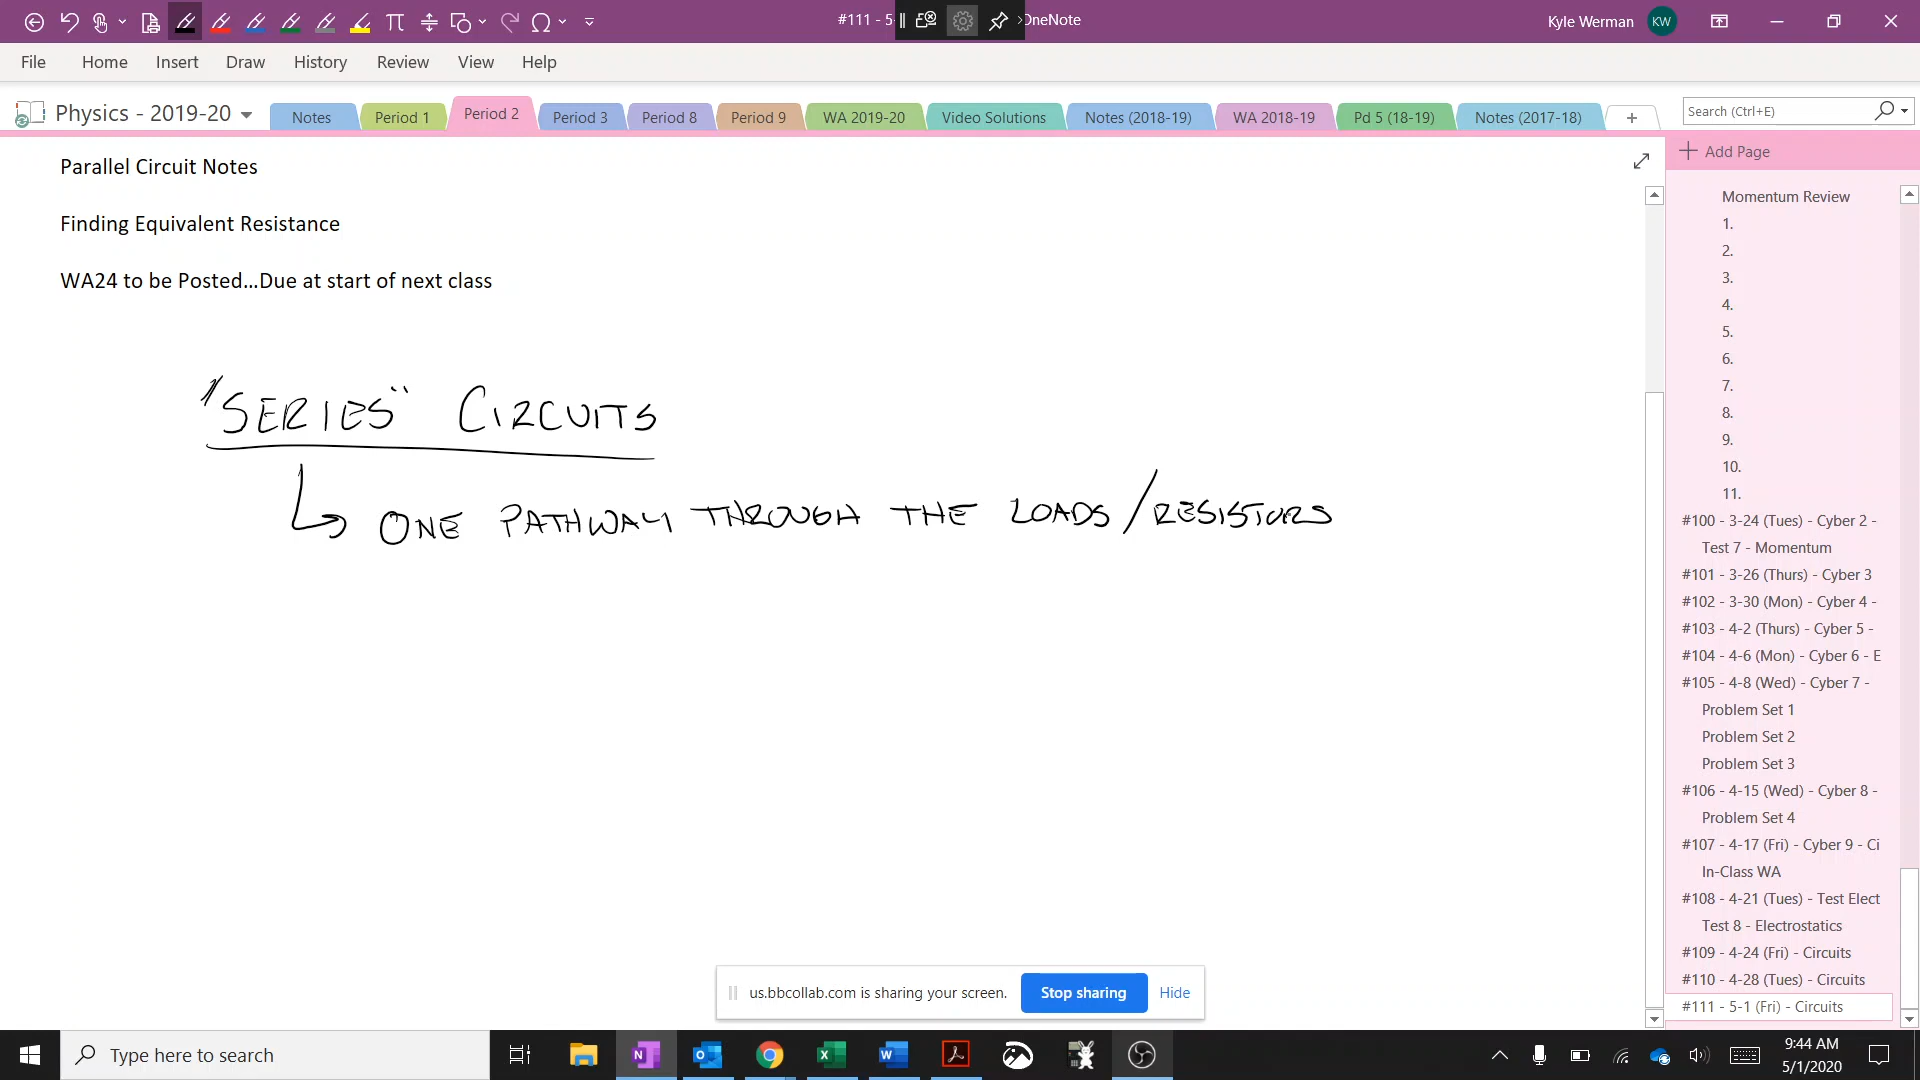 #111 - 5-
OneNote
Kyle Werman
KW
File
Home
Insert
Draw
History
Review
View
Help
Physics - 2019-20
Notes
Period 1
Period 2
Period 3
Period 8
Period 9
WA 2019-20
Video Solutions
Notes (2018-19)
WA 2018-19
Pd 5 (18-19)
Notes (2017-18)
+
Search (Ctrl+E)
Parallel Circuit Notes
Finding Equivalent Resistance
WA24 to be Posted...Due at start of next class
"SERIES" CIRCUITS
ONE PATHWAY THROUGH THE LOADS/RESISTORS
Add Page
Momentum Review
1.
2.
3.
4.
5.
6.
7.
8.
9.
10.
11.
#100 - 3-24 (Tues) - Cyber 2 -
Test 7 - Momentum
#101 - 3-26 (Thurs) - Cyber 3
#102 - 3-30 (Mon) - Cyber 4 -
#103 - 4-2 (Thurs) - Cyber 5 -
#104 - 4-6 (Mon) - Cyber 6 - E
#105 - 4-8 (Wed) - Cyber 7 -
Problem Set 1
Problem Set 2
Problem Set 3
#106 - 4-15 (Wed) - Cyber 8 -
Problem Set 4
#107 - 4-17 (Fri) - Cyber 9 - Ci
In-Class WA
#108 - 4-21 (Tues) - Test Elect
Test 8 - Electrostatics
#109 - 4-24 (Fri) - Circuits
#110 - 4-28 (Tues) - Circuits
#111 - 5-1 (Fri) - Circuits
us.bbcollab.com is sharing your screen.
Stop sharing
Hide
Type here to search
9:44 AM
5/1/2020